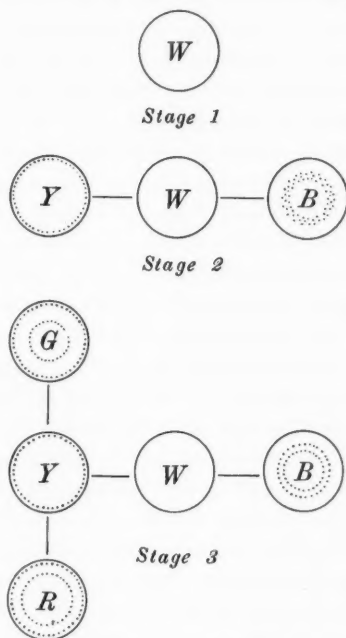 W
Stage 1
Y W B
Stage 2
G
Y W B
Stage 3
R